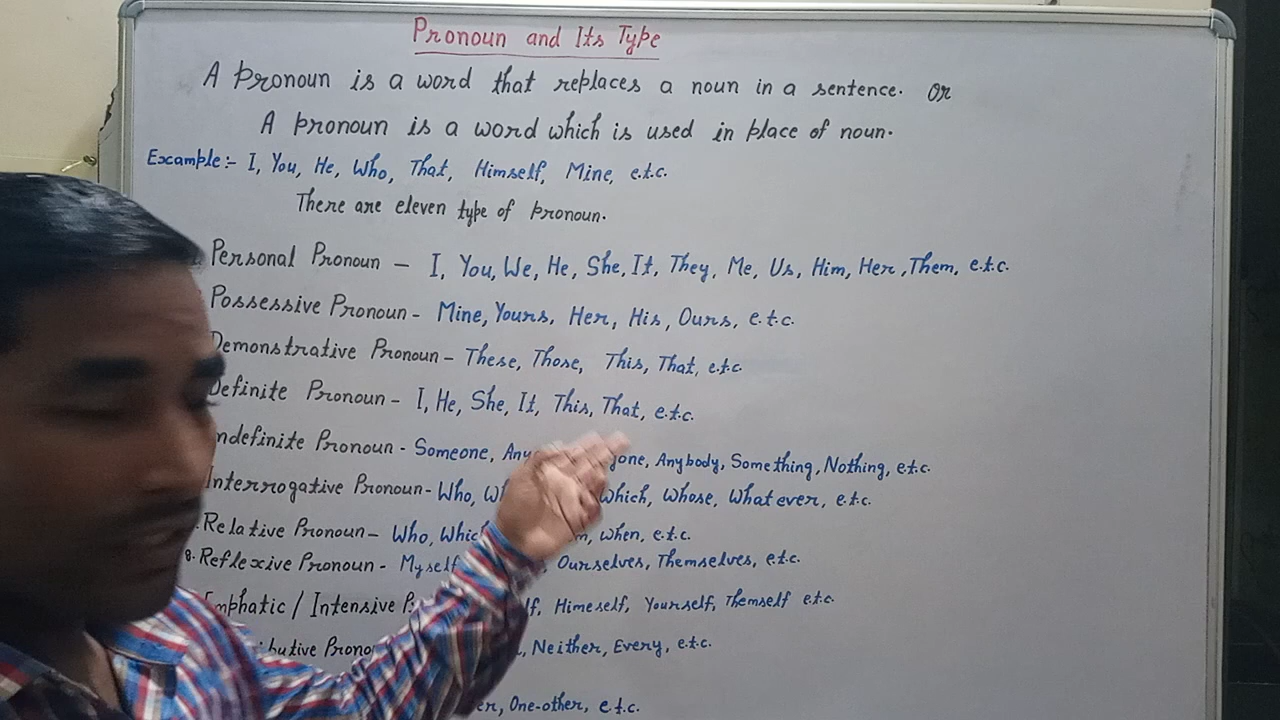 Pronoun and Its Type
A pronoun is a word that replaces a noun in a sentence. or
A pronoun is a word which is used in place of noun.
Example:- I, You, He, Who, That, Himself, Mine, e.t.c.
There are eleven type of pronoun.
Personal Pronoun - I, You, We, He, She, It, They, Me, Us, Him, Her, Them, e.t.c.
Possessive Pronoun - Mine, Yours, Her, His, Ours, e.t.c.
Demonstrative Pronoun - These, Those, This, That, e.t.c.
Definite Pronoun - I, He, She, It, This, That, e.t.c.
Pronoun - Someone, Anybody, Something, Nothing, e.t.c.
Interrogative Pronoun - Who, Which, Whose, Whatever, e.t.c.
Relative Pronoun - Who, when, e.t.c.
8. Reflexive Pronoun - Ourselves, Themselves, e.t.c.
/ Intensive Himeself, Yourself, Themself e.t.c.
Neither, Every, e.t.c.
One-other, e.t.c.